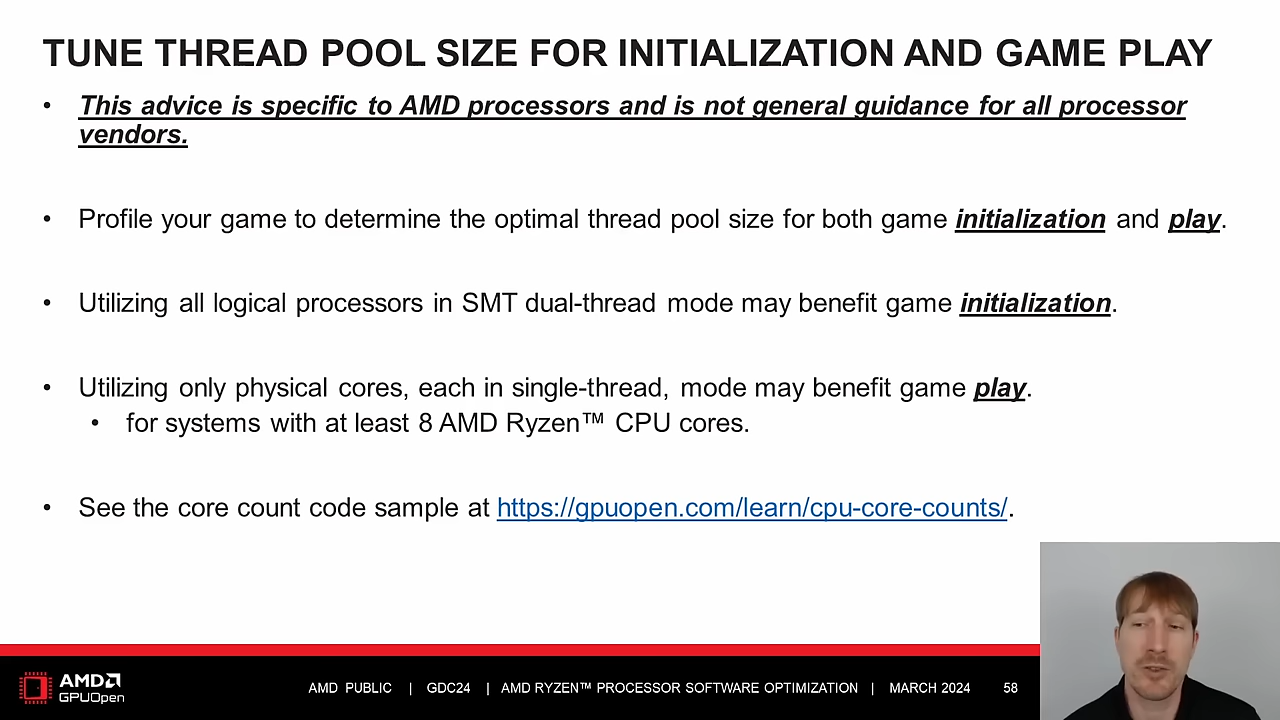 TUNE THREAD POOL SIZE FOR INITIALIZATION AND GAME PLAY
• This advice is specific to AMD processors and is not general guidance for all processor
vendors.
• Profile your game to determine the optimal thread pool size for both game initialization and play.
• Utilizing all logical processors in SMT dual-thread mode may benefit game initialization.
• Utilizing only physical cores, each in single-thread, mode may benefit game play.
• for systems with at least 8 AMD Ryzen™ CPU cores.
• See the core count code sample at https://gpuopen.com/learn/cpu-core-counts/.
AMD
GPUOpen
AMD PUBLIC | GDC24 | AMD RYZEN™ PROCESSOR SOFTWARE OPTIMIZATION | MARCH 2024 58